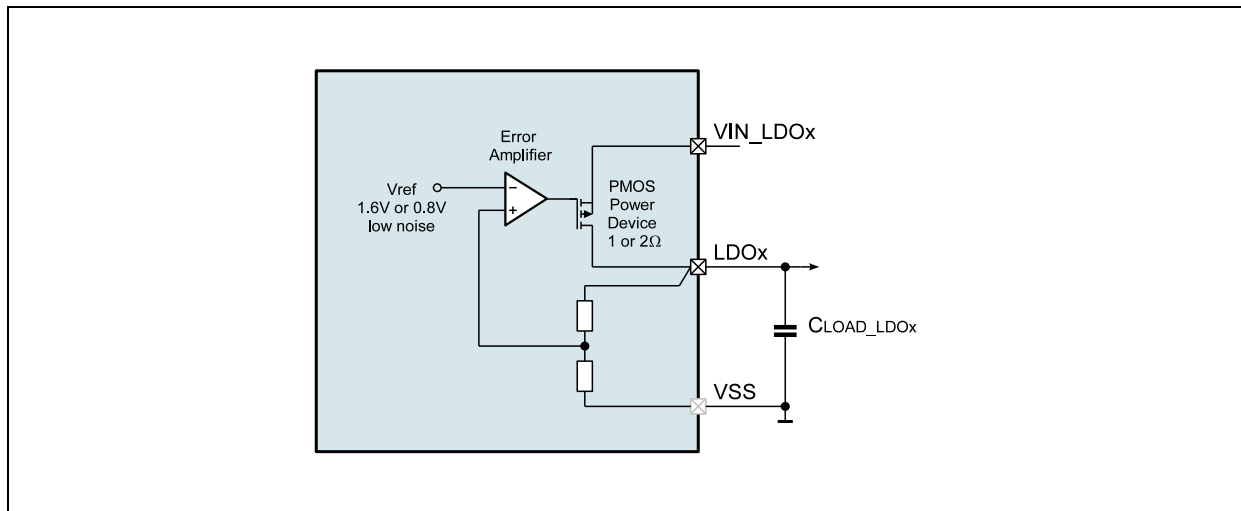 Error
Amplifier
VIN_LDOx
Vref
1.6V or 0.8V
low noise
−
+
PMOS
Power
Device
1 or 2Ω
LDOx
CLOAD_LDOx
VSS